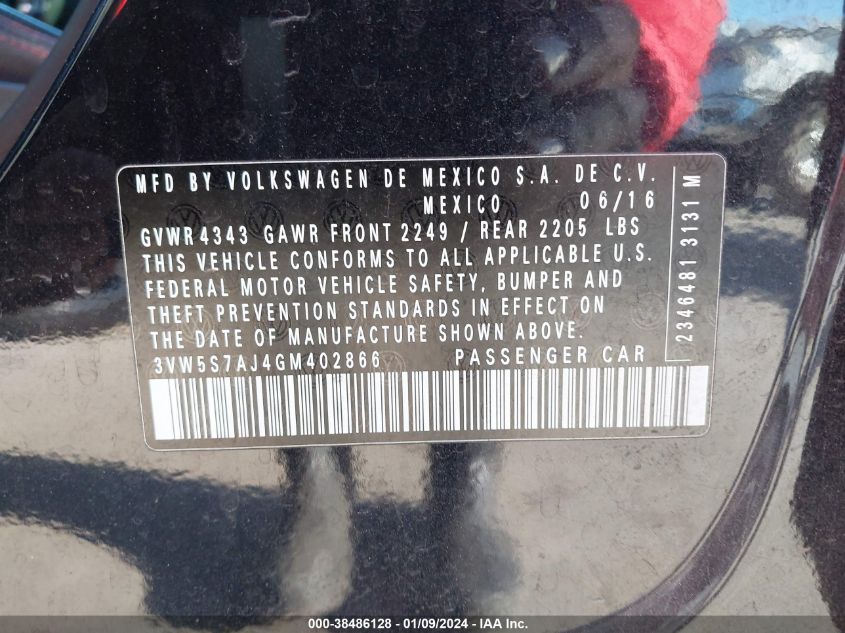 MFD BY VOLKSWAGEN DE MEXICO S.A. DE C.V.
MEXICO 06/16
GVWR 4343 GAWR FRONT 2249 / REAR 2205 LBS
THIS VEHICLE CONFORMS TO ALL APPLICABLE U.S.
FEDERAL MOTOR VEHICLE SAFETY, BUMPER AND
THEFT PREVENTION STANDARDS IN EFFECT ON
THE DATE OF MANUFACTURE SHOWN ABOVE.
3VW5S7AJ4GM402866 PASSENGER CAR
2346481 3131 M
000-38486128 - 01/09/2024 - IAA Inc.